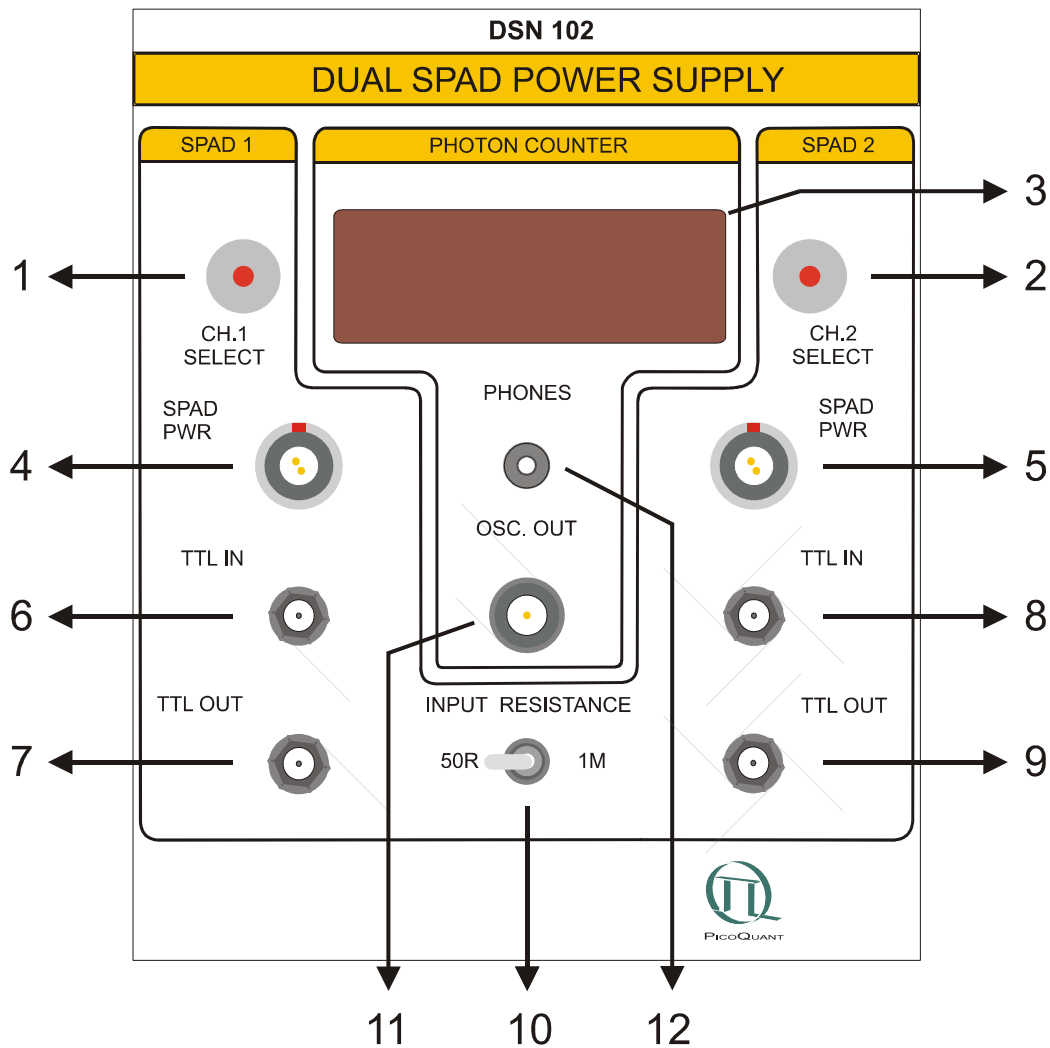 DSN 102
DUAL SPAD POWER SUPPLY
SPAD 1
PHOTON COUNTER
SPAD 2
3
1
2
CH.1
SELECT
CH.2
SELECT
PHONES
SPAD
PWR
SPAD
PWR
4
5
OSC. OUT
TTL IN
TTL IN
6
8
TTL OUT
INPUT RESISTANCE
TTL OUT
7
50R
1M
9
PICOQUANT
11
10
12